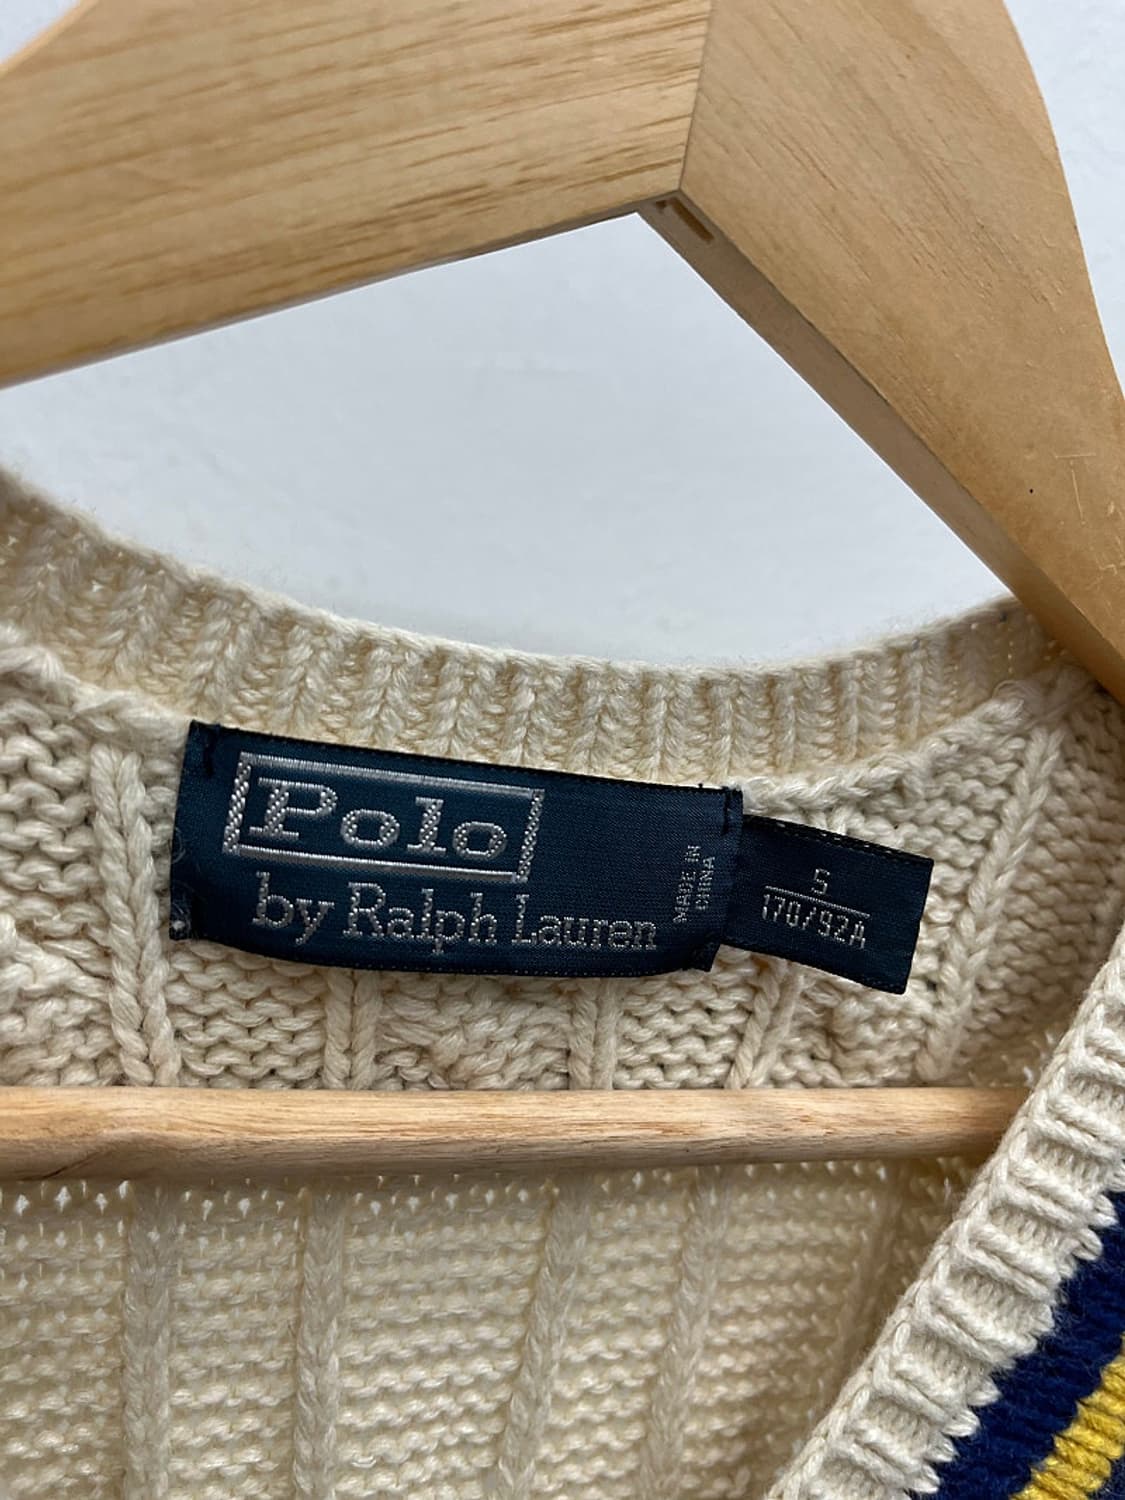 Polo
by Ralph Lauren
MADE IN
CHINA
S
170/92A